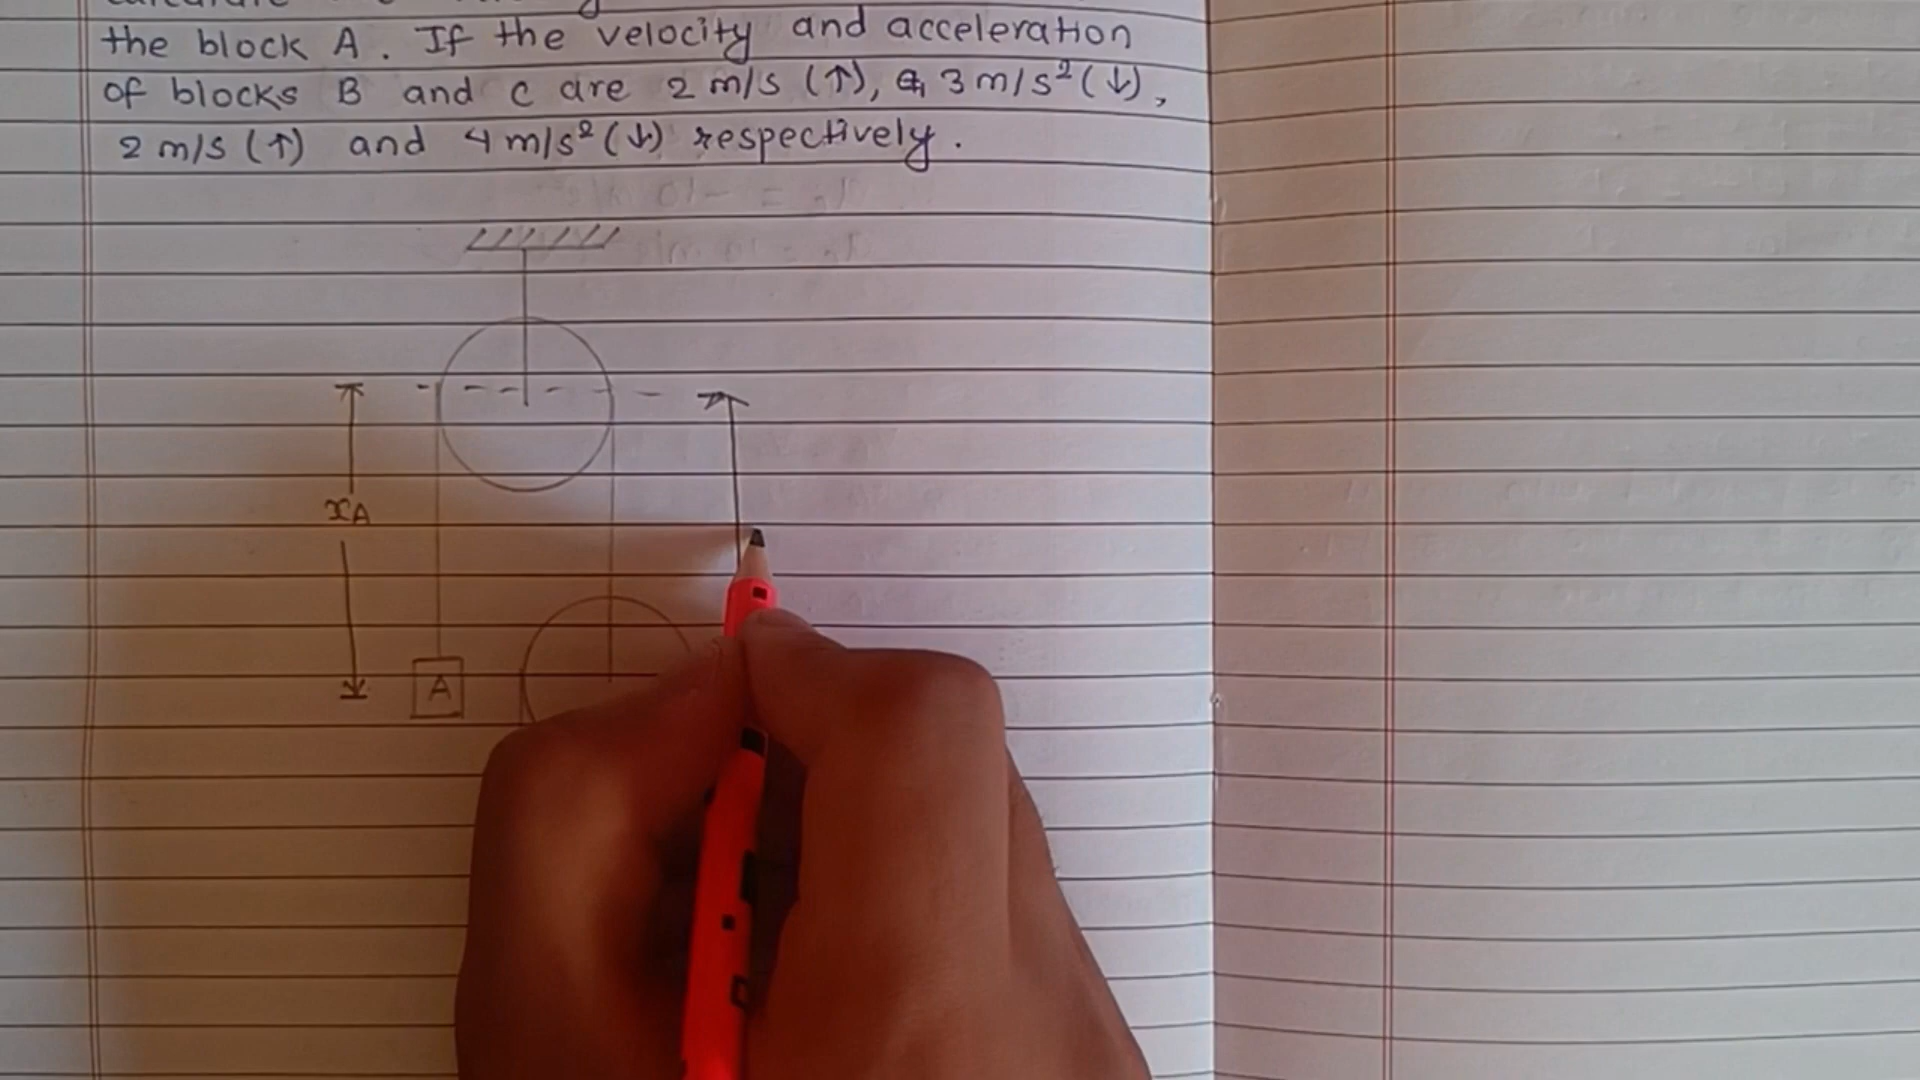 the block A. If the velocity and acceleration
of blocks B and C are 2 m/s (↑), 3 m/s² (↓),
2 m/s (↑) and 4 m/s² (↓) respectively.
xA
A